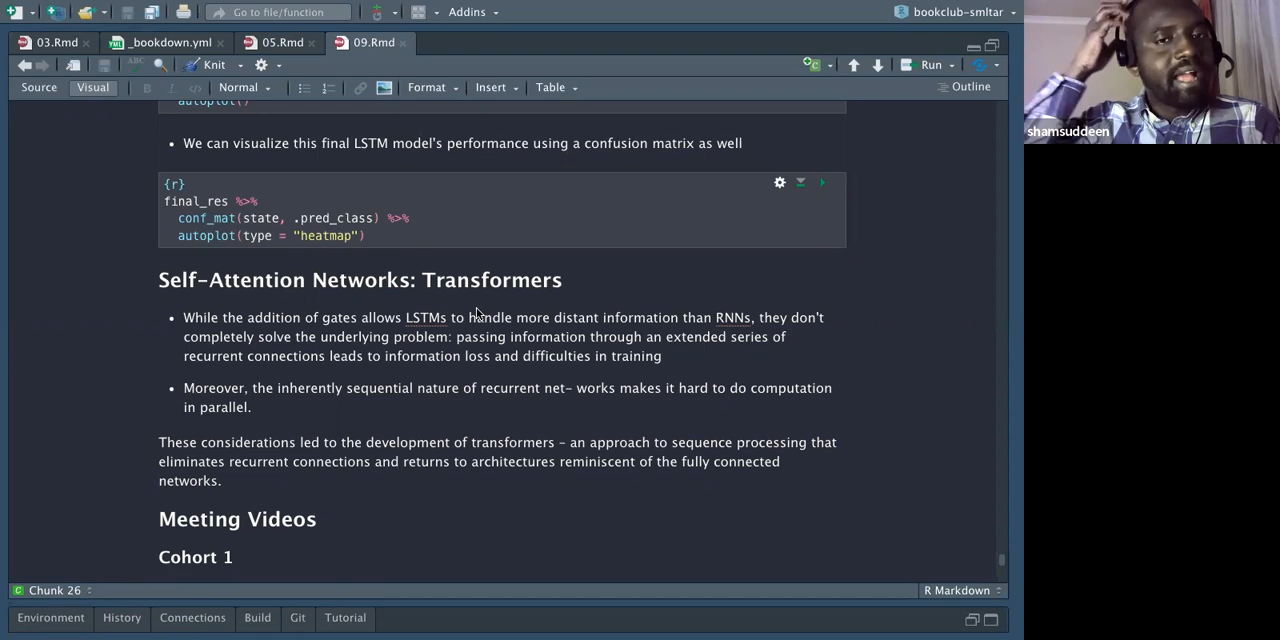 Go to file/function
Addins
bookclub-smltar
03.Rmd
_bookdown.yml
05.Rmd
09.Rmd
ABC
Knit
Run
Source
Visual
B
I
</>
Normal
Format
Insert
Table
Outline
autoplot()
• We can visualize this final LSTM model's performance using a confusion matrix as well
{r}
final_res %>%
conf_mat(state, .pred_class) %>%
autoplot(type = "heatmap")
Self-Attention Networks: Transformers
• While the addition of gates allows LSTMs to handle more distant information than RNNs, they don't
completely solve the underlying problem: passing information through an extended series of
recurrent connections leads to information loss and difficulties in training
• Moreover, the inherently sequential nature of recurrent net- works makes it hard to do computation
in parallel.
These considerations led to the development of transformers – an approach to sequence processing that
eliminates recurrent connections and returns to architectures reminiscent of the fully connected
networks.
Meeting Videos
Cohort 1
Chunk 26
R Markdown
Environment
History
Connections
Build
Git
Tutorial
shamsuddeen